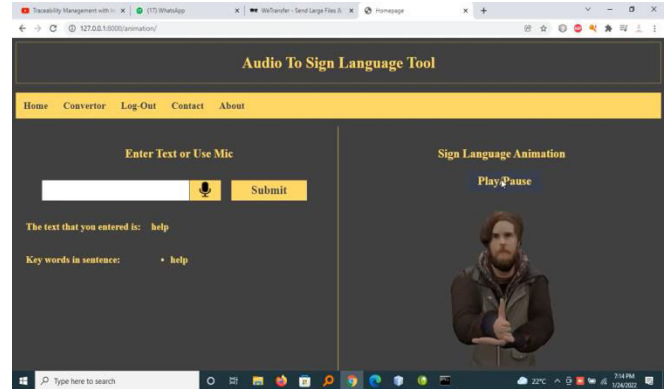 Traceability Management with
(17) WhatsApp
WeTransfer - Send Large Files &
Homepage
127.0.0.1:8000/animation/
Audio To Sign Language Tool
Home Convertor Log-Out Contact About
Enter Text or Use Mic
Submit
The text that you entered is: help
Key words in sentence:
• help
Sign Language Animation
Play/Pause
Type here to search
22°C
7:14 PM
1/24/2022